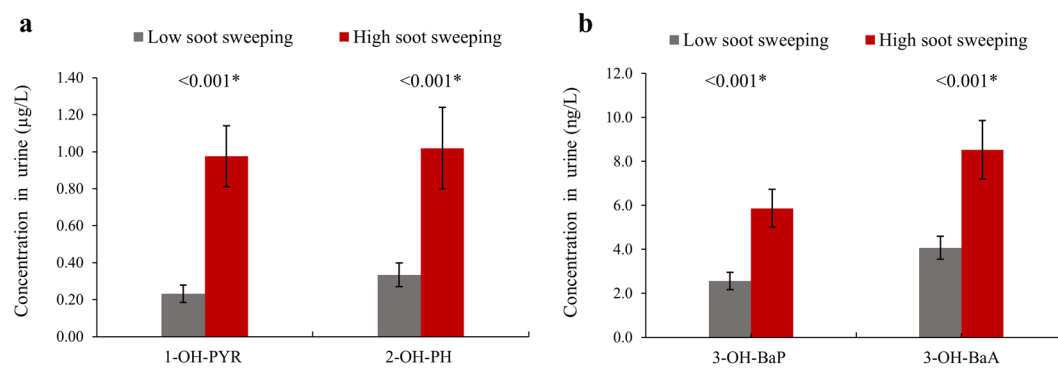 a
Low soot sweeping
High soot sweeping
Concentration in urine (µg/L)
1.40
1.20
1.00
0.80
0.60
0.40
0.20
0.00
<0.001*
<0.001*
1-OH-PYR
2-OH-PH
b
Low soot sweeping
High soot sweeping
Concentration in urine (ng/L)
12.0
10.0
8.0
6.0
4.0
2.0
0.0
<0.001*
<0.001*
3-OH-BaP
3-OH-BaA